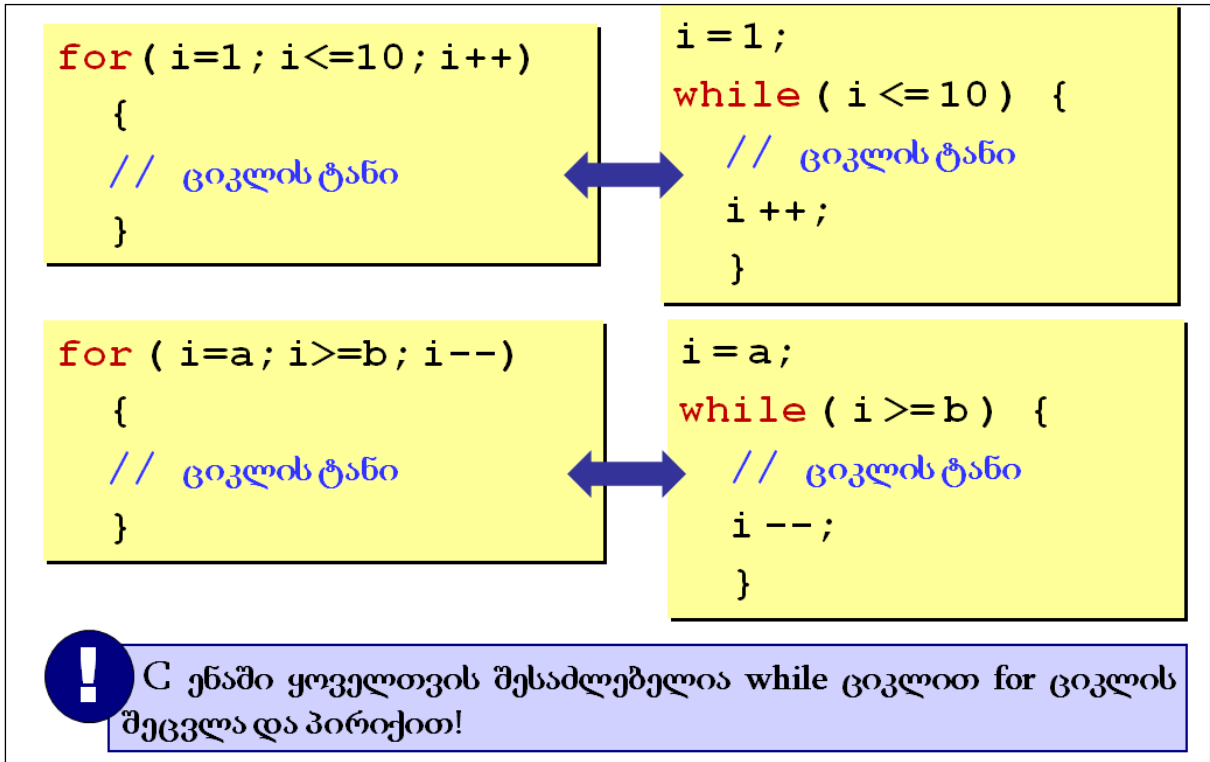 for( i=1; i<=10; i++)
{
// ციკლის ტანი
}
i = 1;
while ( i <= 10 ) {
// ციკლის ტანი
i ++;
}
for ( i=a; i>=b; i--)
{
// ციკლის ტანი
}
i = a;
while ( i >= b ) {
// ციკლის ტანი
i --;
}
! C ენაში ყოველთვის შესაძლებელია while ციკლით for ციკლის
შეცვლა და პირიქით!